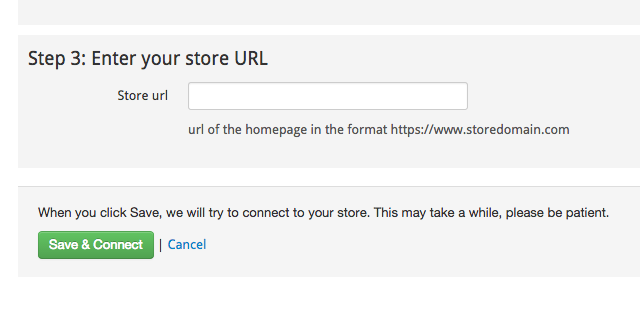 Step 3: Enter your store URL
Store url
url of the homepage in the format https://www.storedomain.com
When you click Save, we will try to connect to your store. This may take a while, please be patient.
Save & Connect | Cancel